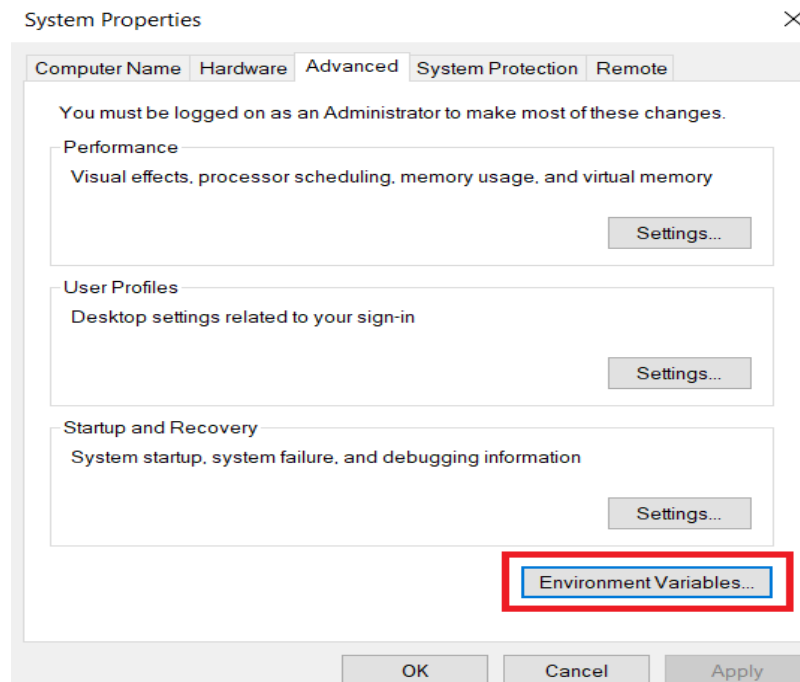 System Properties
Computer Name Hardware Advanced System Protection Remote
You must be logged on as an Administrator to make most of these changes.
Performance
Visual effects, processor scheduling, memory usage, and virtual memory
Settings...
User Profiles
Desktop settings related to your sign-in
Settings...
Startup and Recovery
System startup, system failure, and debugging information
Settings...
Environment Variables...
OK Cancel Apply